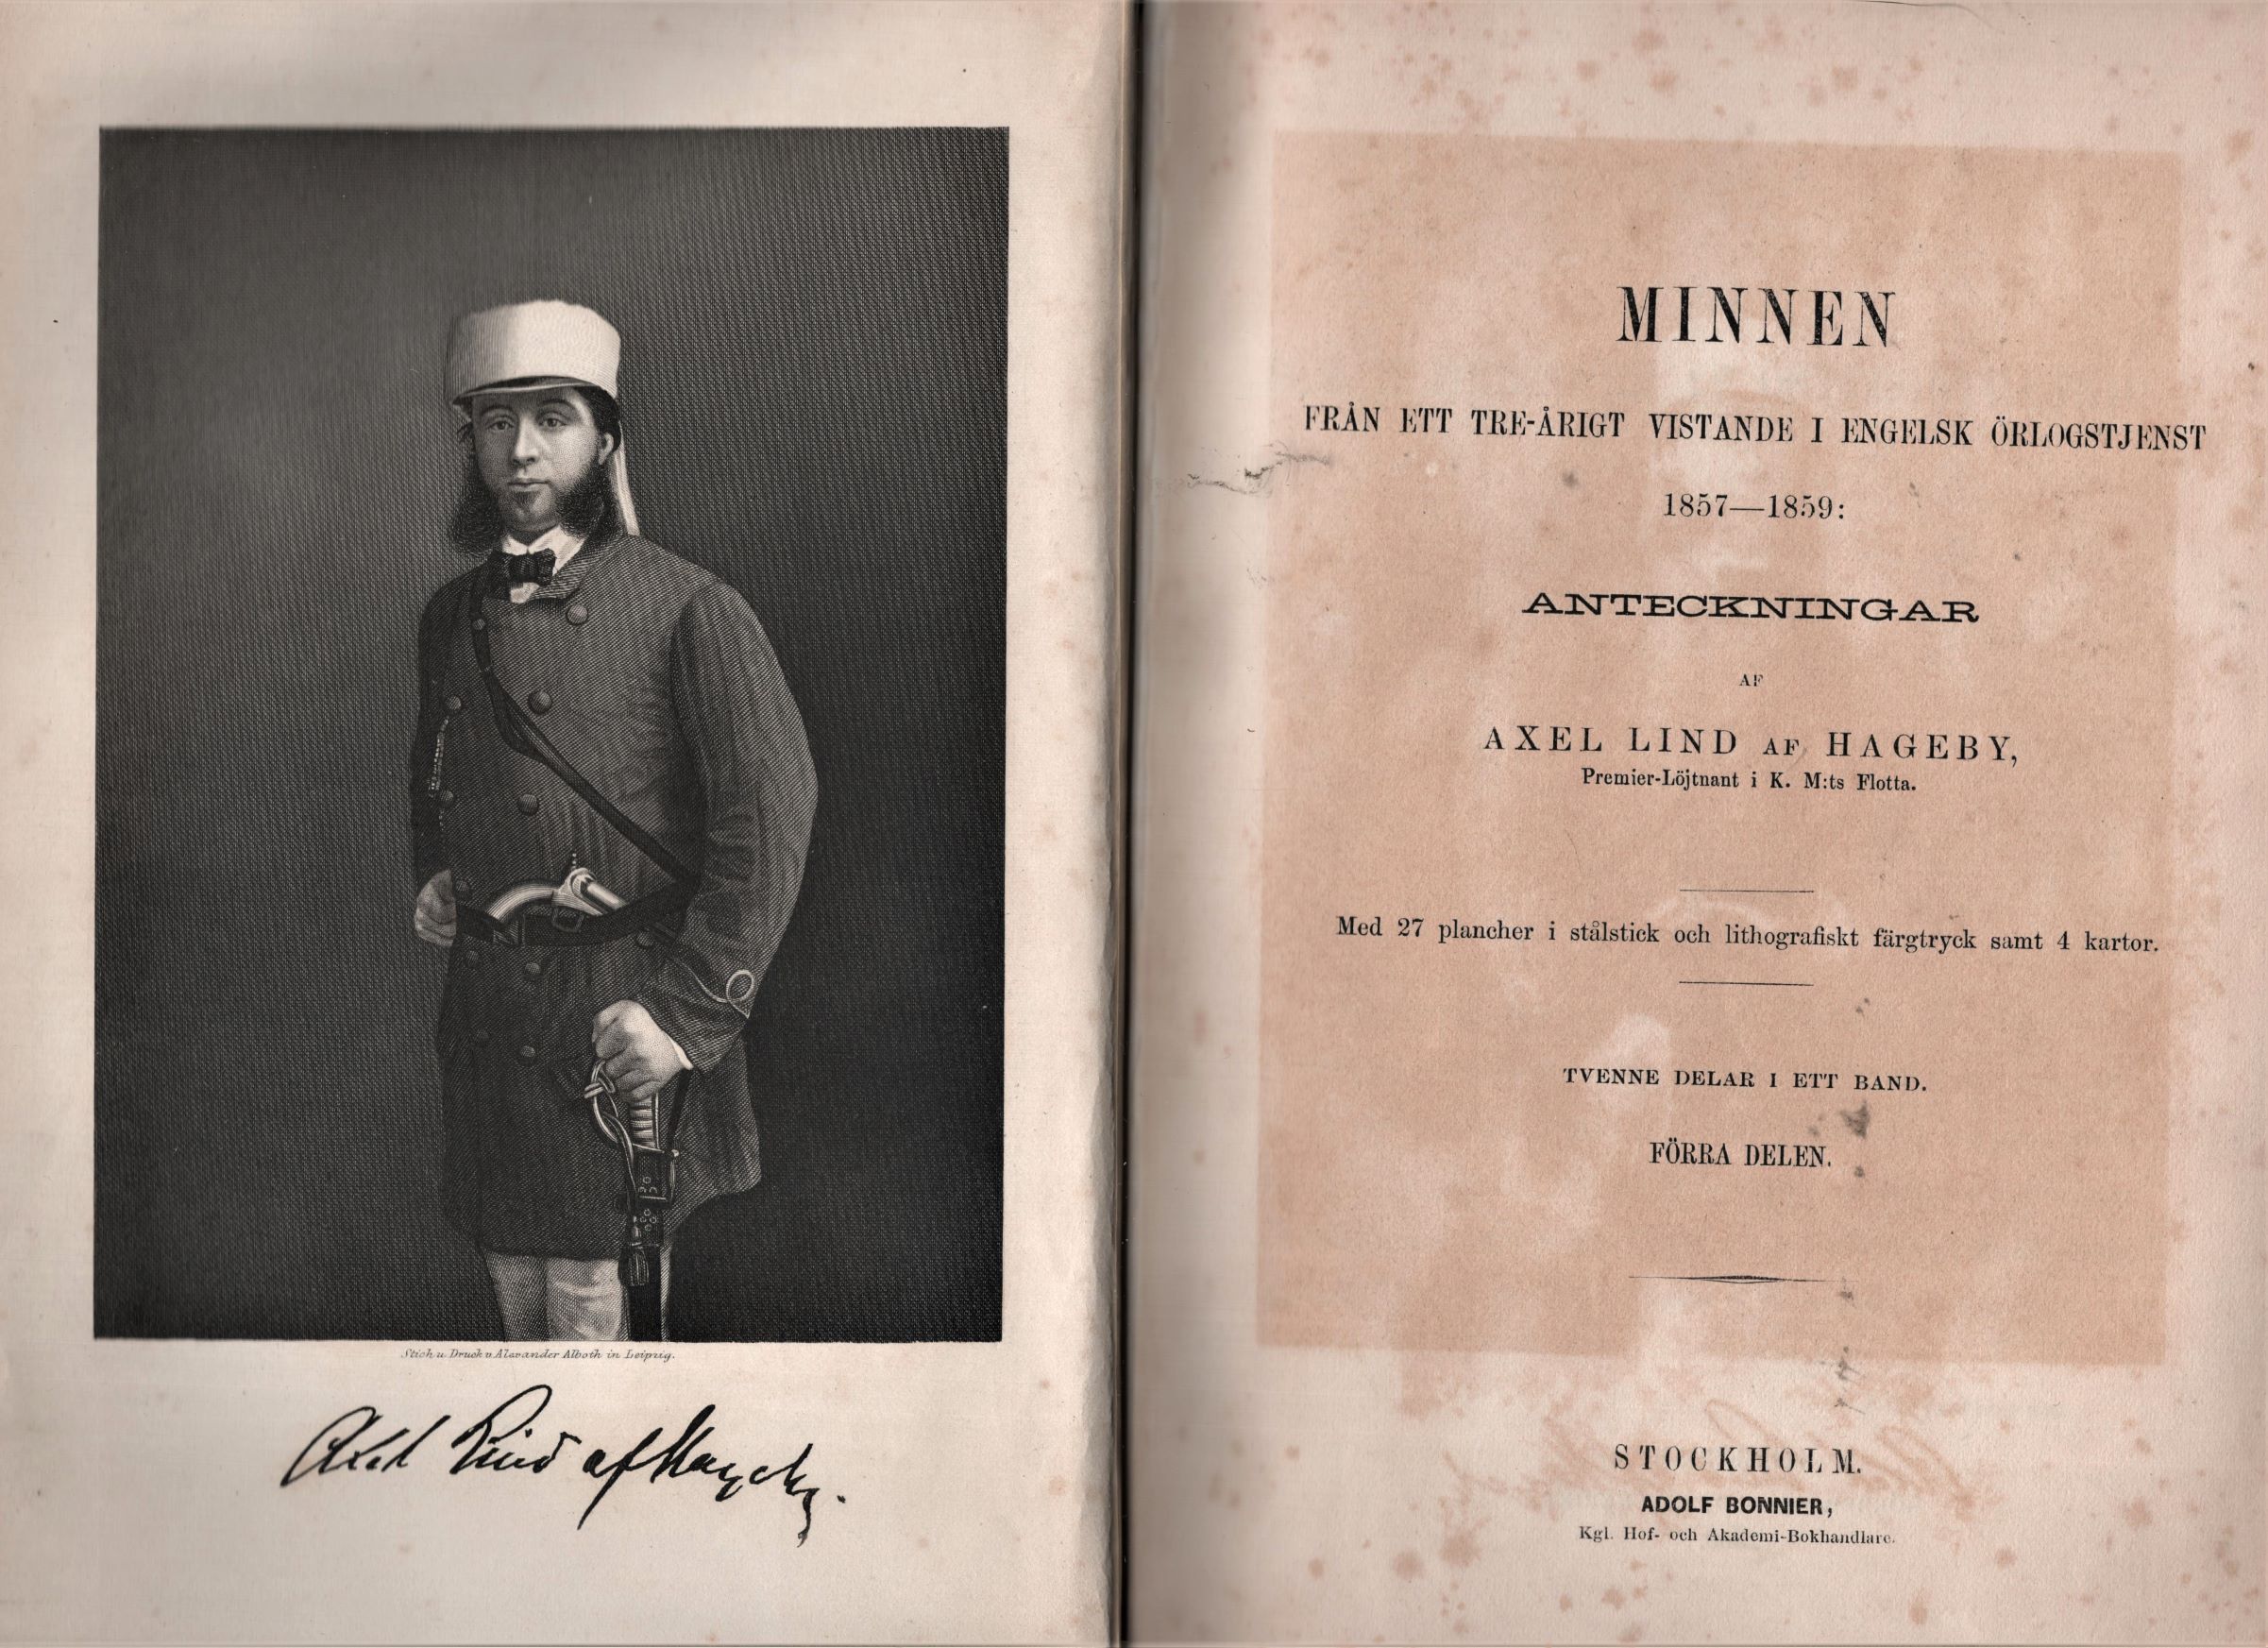 Stich u. Druck v. Alexander Alboth in Leipzig.
Axel Lind af Hageby.
MINNEN
FRÅN ETT TRE-ÅRIGT VISTANDE I ENGELSK ÖRLOGSTJENST
1857—1859:
ANTECKNINGAR
AF
AXEL LIND AF HAGEBY,
Premier-Löjtnant i K. M:ts Flotta.
Med 27 plancher i stålstick och lithografiskt färgtryck samt 4 kartor.
TVENNE DELAR I ETT BAND.
FÖRRA DELEN.
STOCKHOLM.
ADOLF BONNIER,
Kgl. Hof- och Akademi-Bokhandlare.